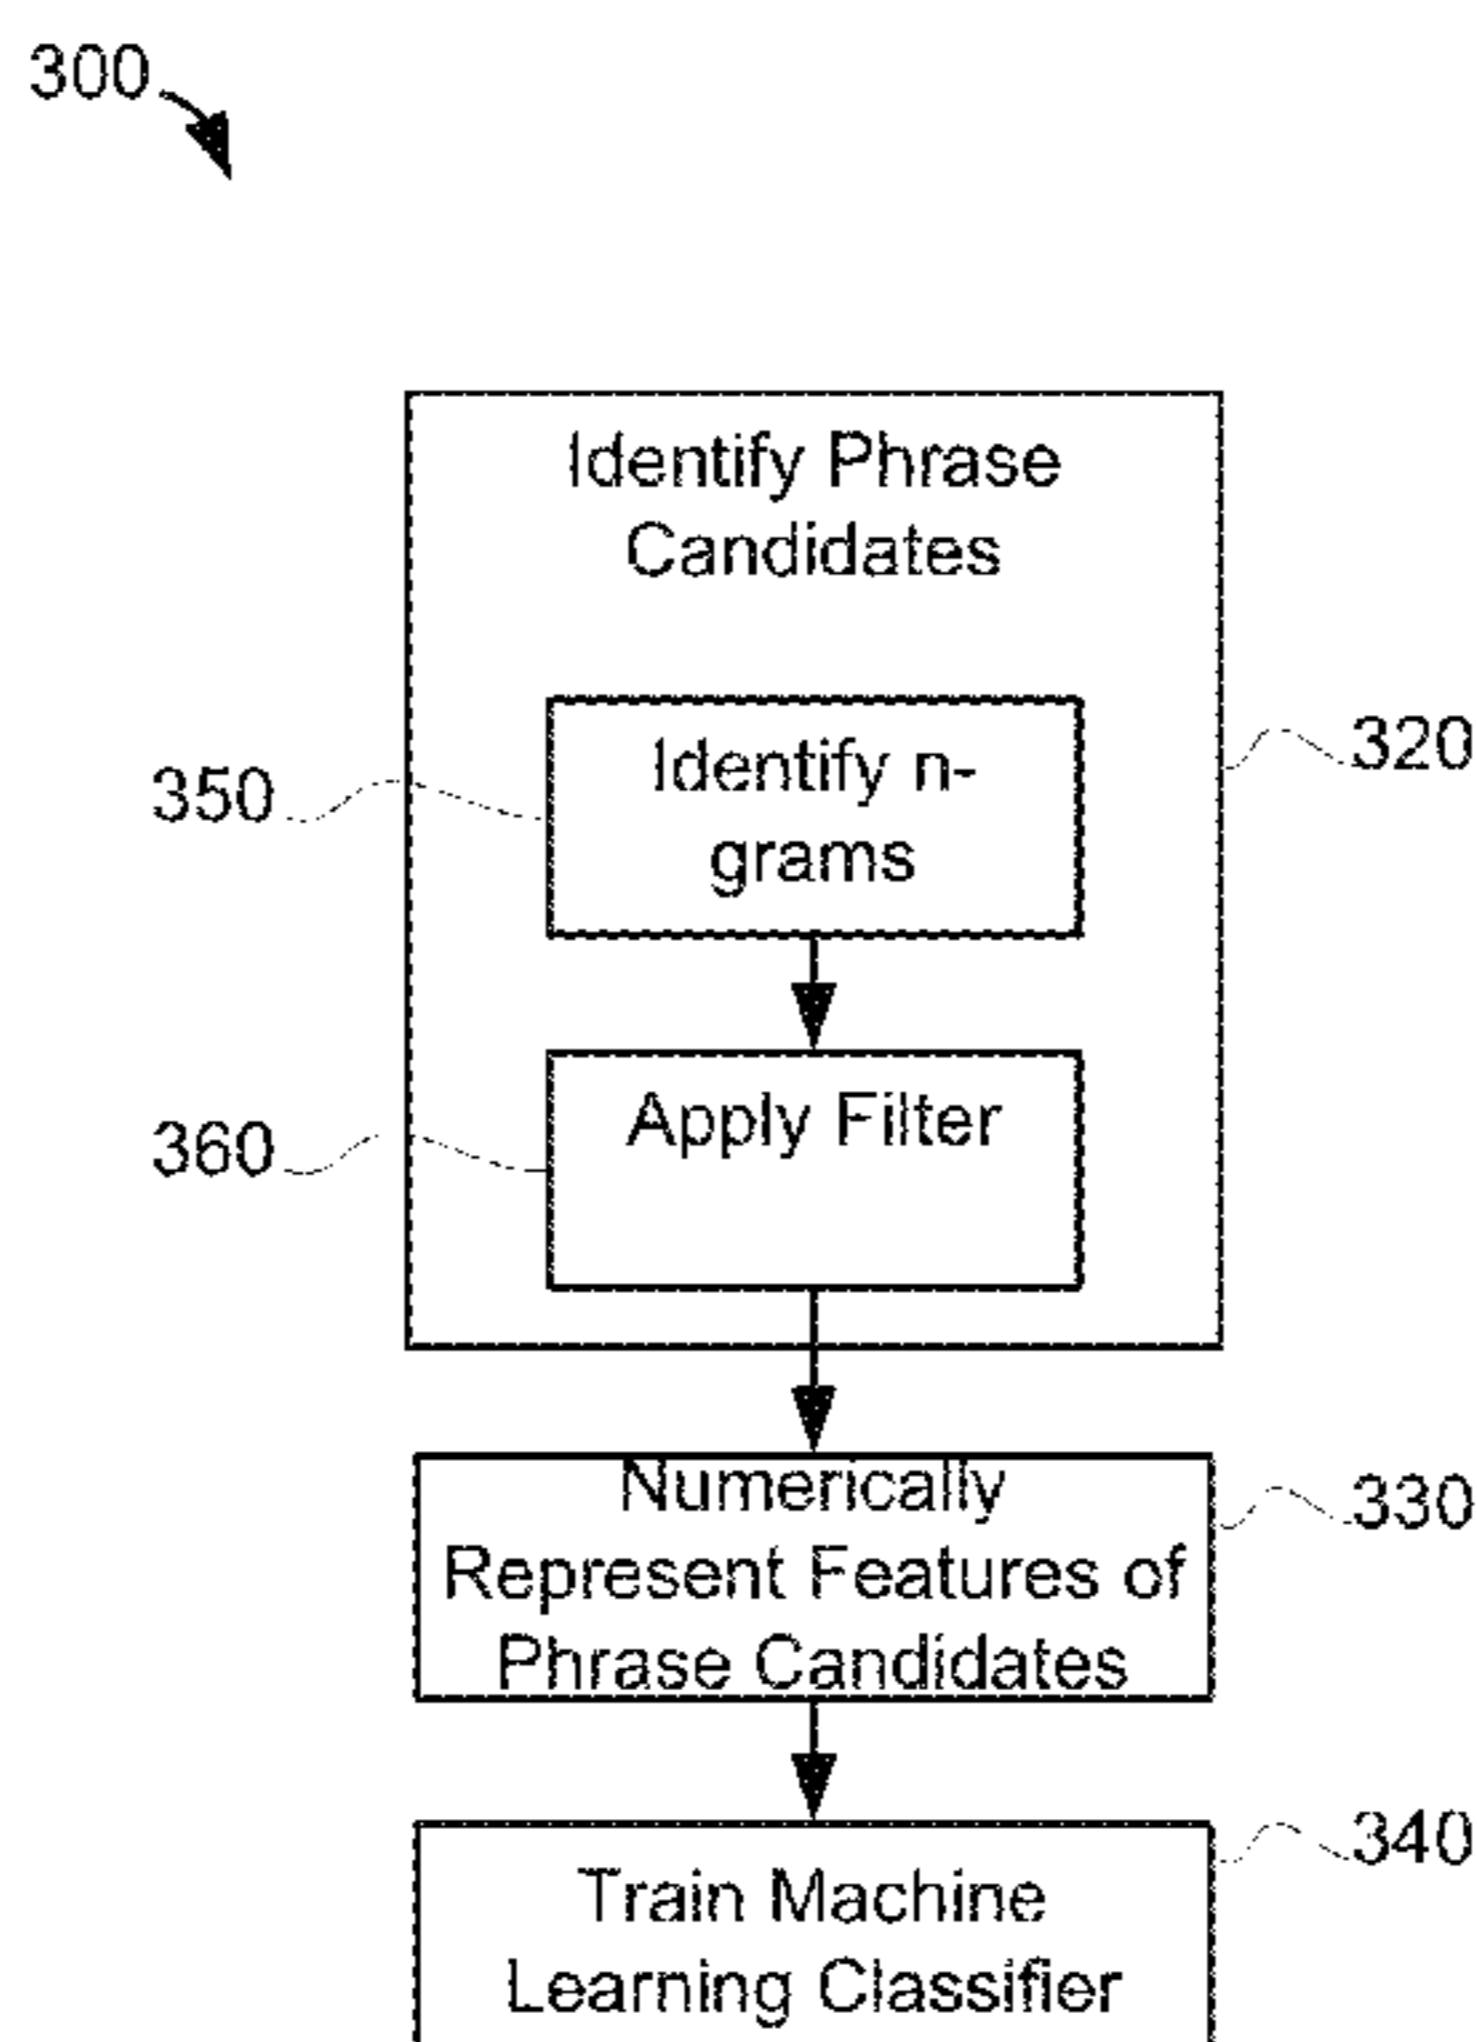 300
Identify Phrase
Candidates
320
350
Identify n-
grams
360
Apply Filter
Numerically
Represent Features of
Phrase Candidates
330
340
Train Machine
Learning Classifier